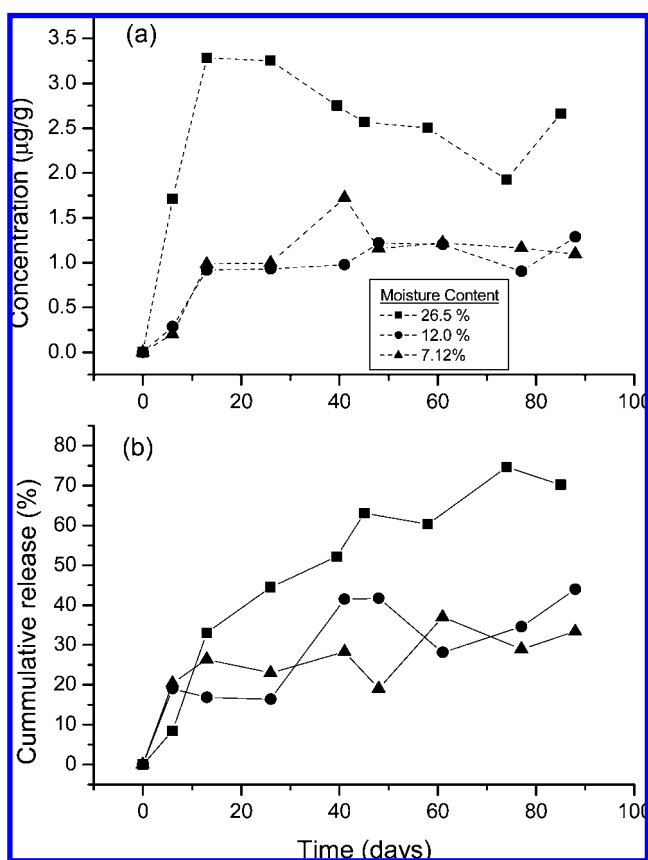 (a)
Concentration (µg/g)
3.5
3.0
2.5
2.0
1.5
1.0
0.5
0.0
Moisture Content
26.5 %
12.0 %
7.12%
0 20 40 60 80 100
(b)
Cummulative release (%)
80
70
60
50
40
30
20
10
0
0 20 40 60 80 100
Time (days)